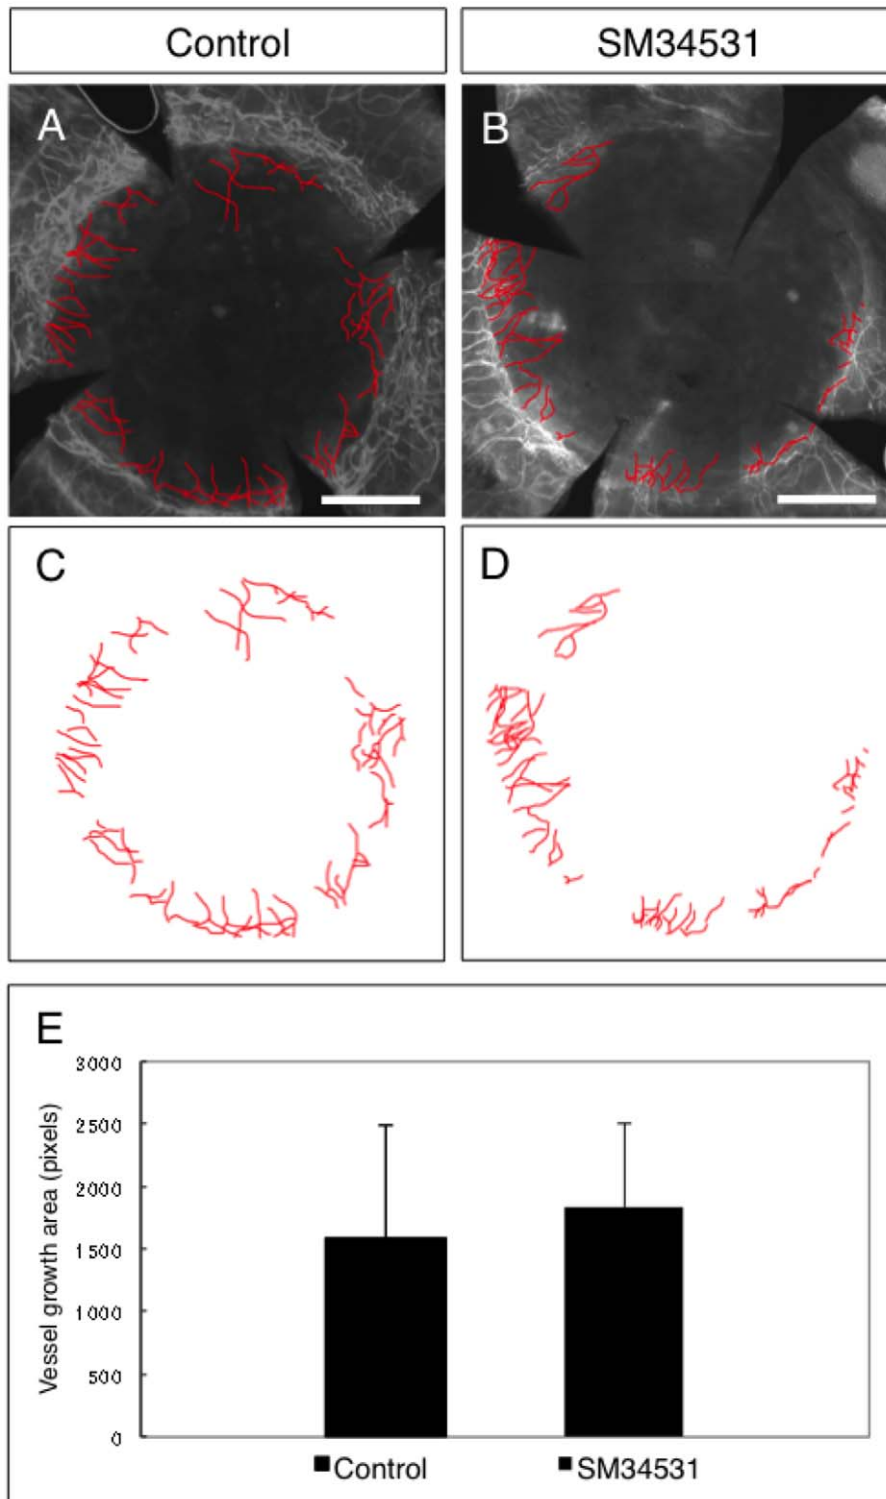 Control
SM34531
A
B
C
D
E
Vessel growth area (pixels)
3000
2500
2000
1500
1000
500
0
Control
SM34531